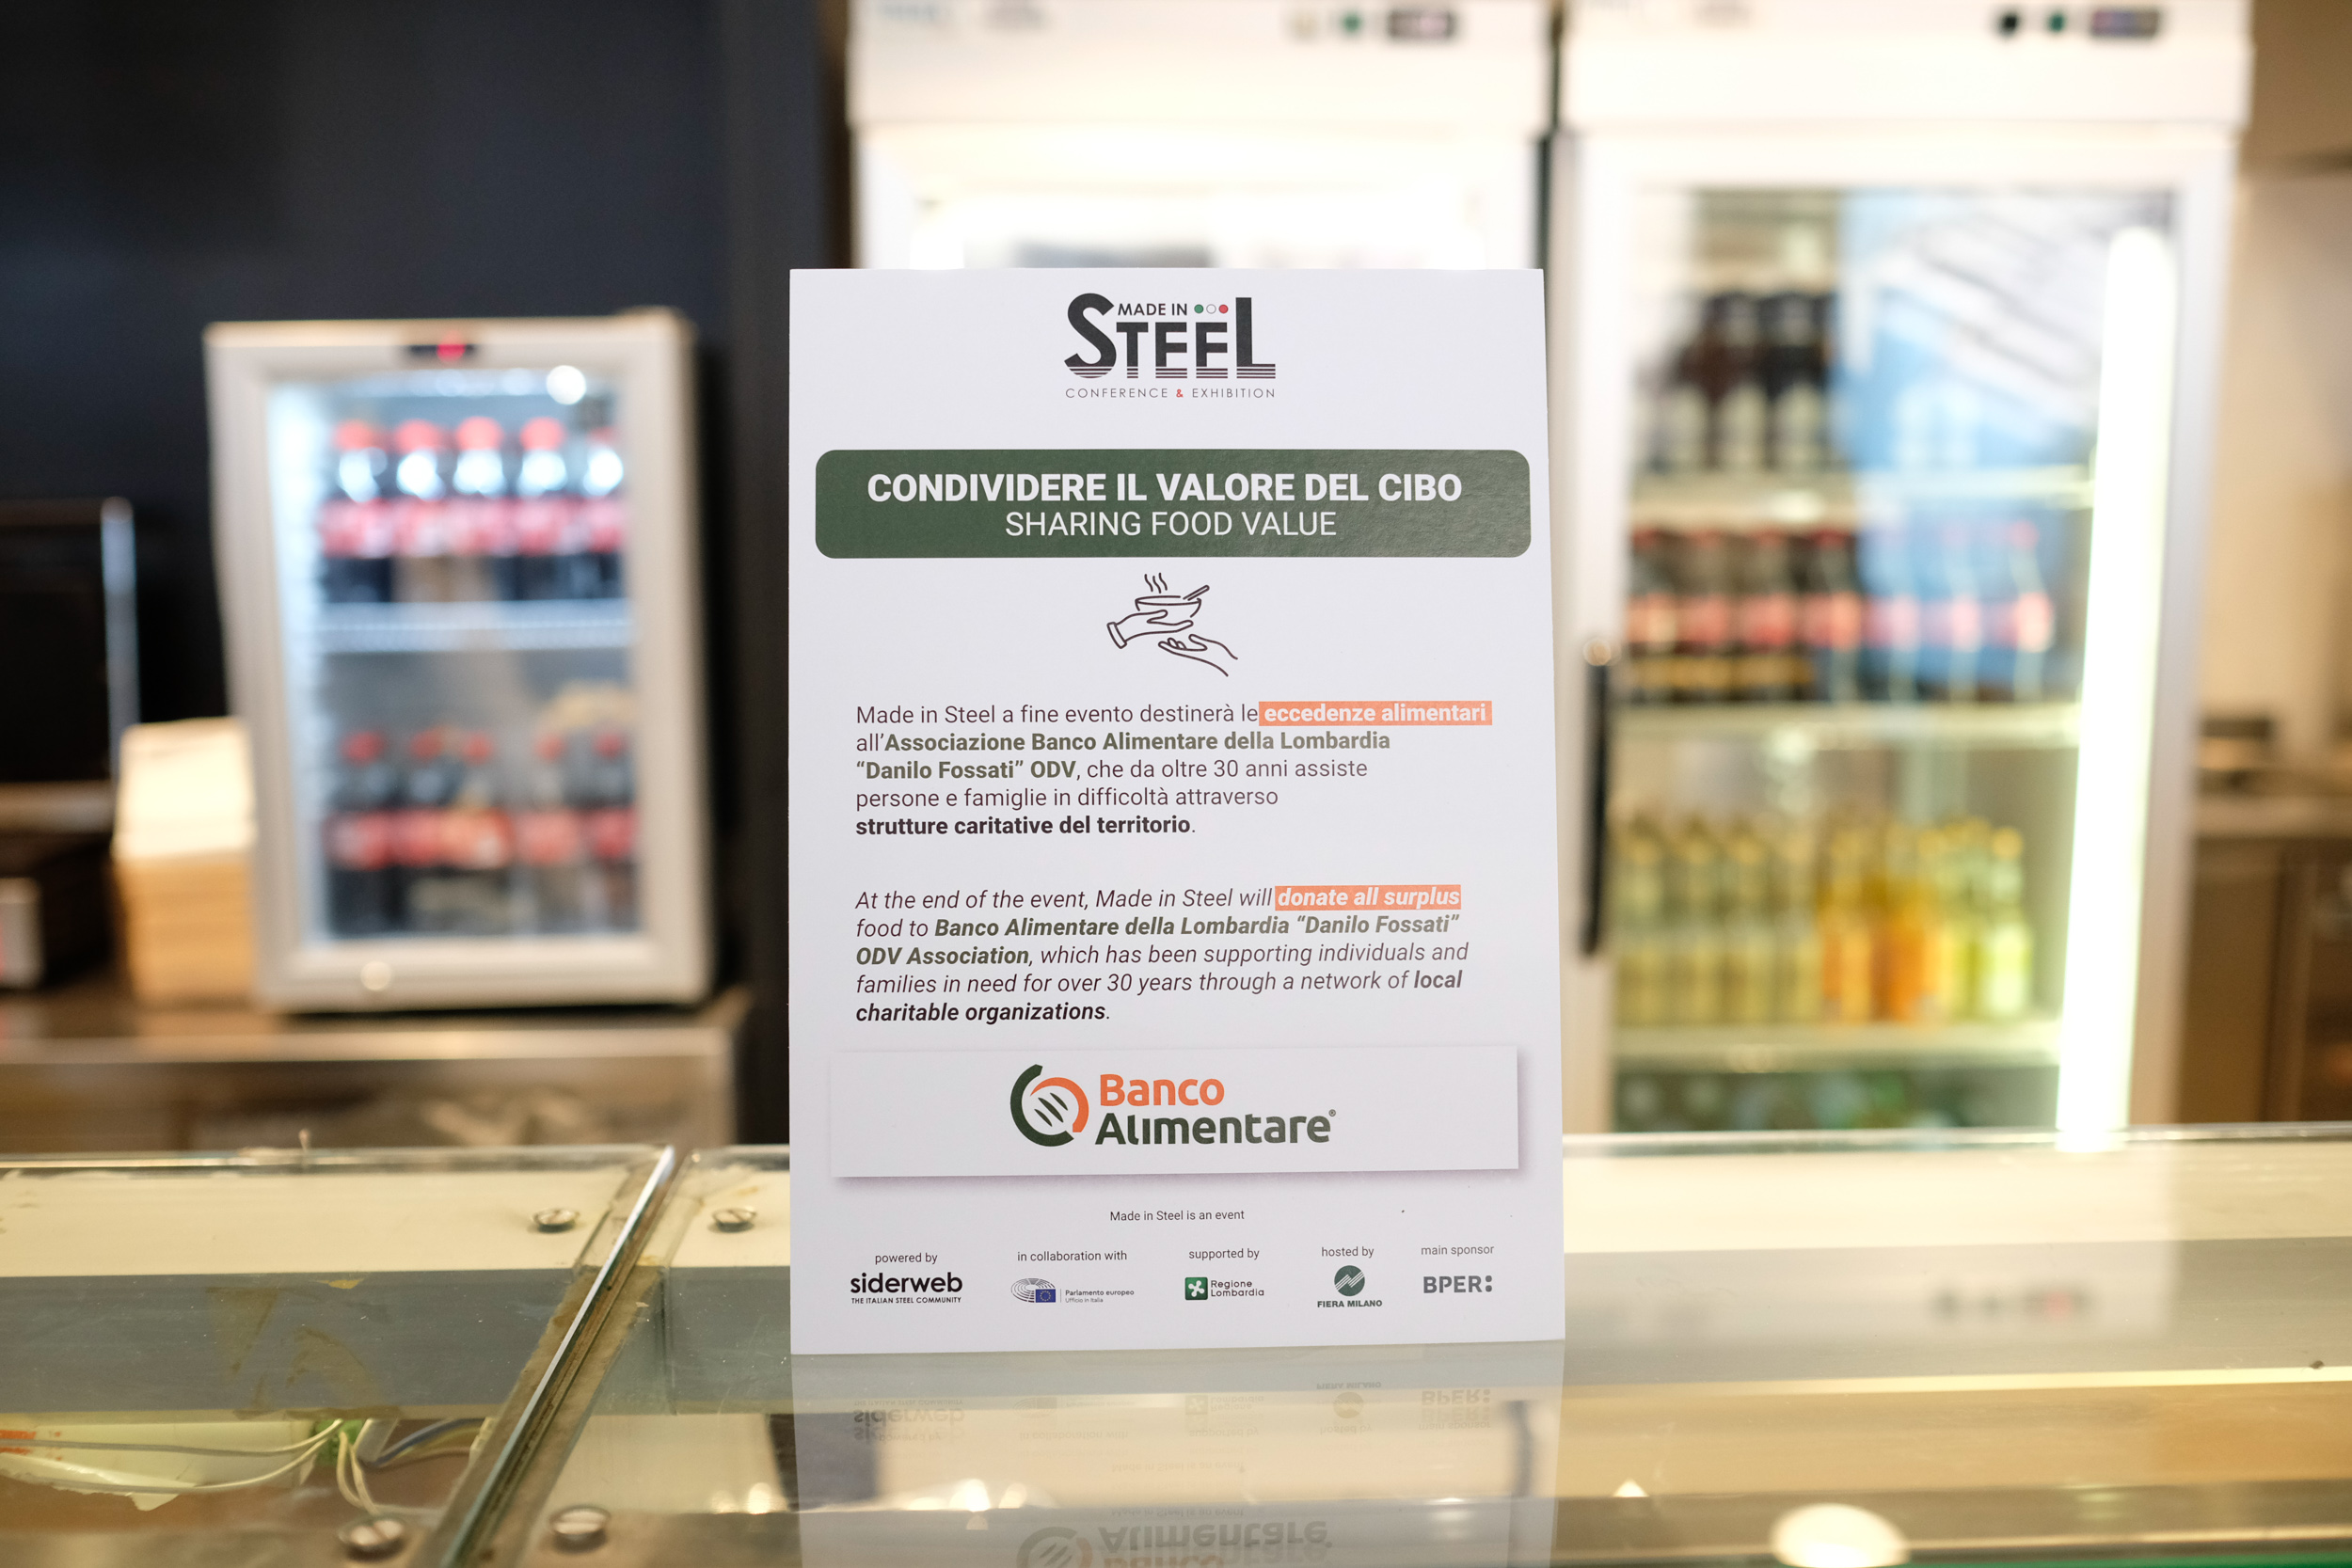 MADE IN
STEEL
CONFERENCE & EXHIBITION
CONDIVIDERE IL VALORE DEL CIBO
SHARING FOOD VALUE
Made in Steel a fine evento destinerà le eccedenze alimentari
all'Associazione Banco Alimentare della Lombardia
“Danilo Fossati” ODV, che da oltre 30 anni assiste
persone e famiglie in difficoltà attraverso
strutture caritative del territorio.
At the end of the event, Made in Steel will donate all surplus
food to Banco Alimentare della Lombardia “Danilo Fossati”
ODV Association, which has been supporting individuals and
families in need for over 30 years through a network of local
charitable organizations.
Banco
Alimentare®
Made in Steel is an event
powered by
siderweb
THE ITALIAN STEEL COMMUNITY
in collaboration with
Parlamento europeo
Ufficio in Italia
supported by
Regione
Lombardia
hosted by
FIERA MILANO
main sponsor
BPER: